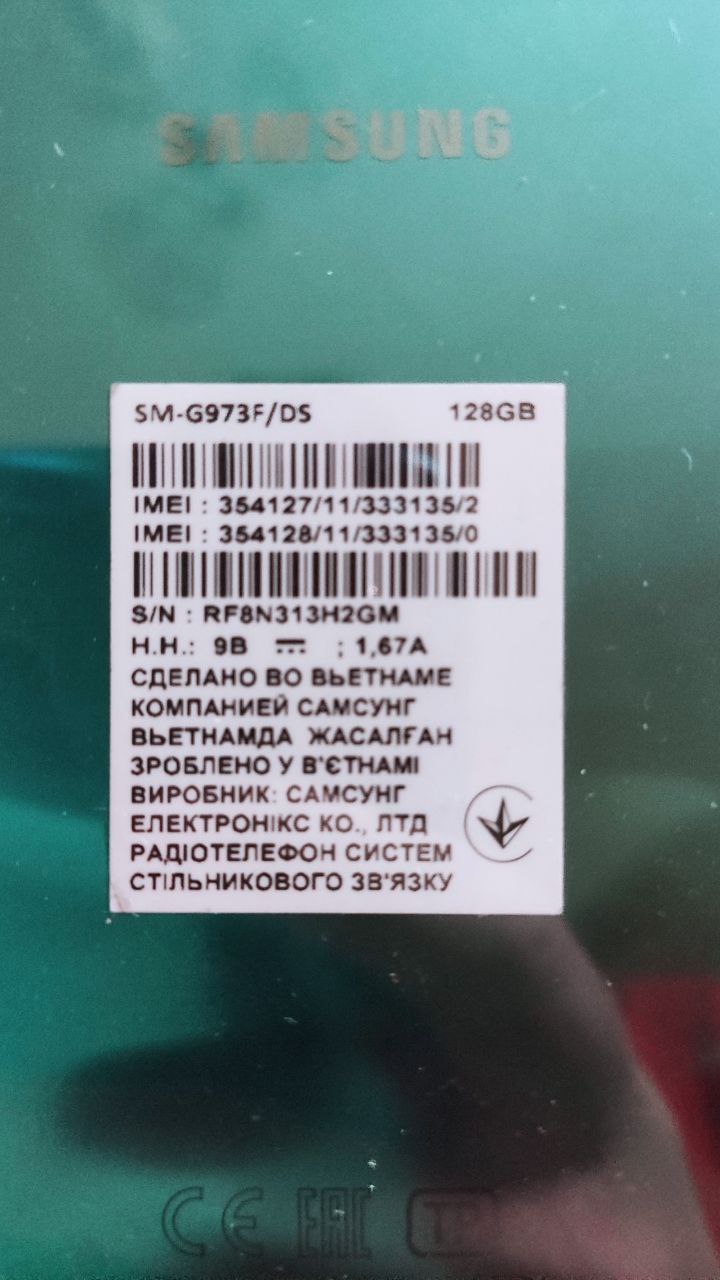 SAMSUNG
SM-G973F/DS 128GB
IMEI : 354127/11/333135/2
IMEI : 354128/11/333135/0
S/N : RF8N313H2GM
Н.Н.: 9В ⎓ ; 1,67А
СДЕЛАНО ВО ВЬЕТНАМЕ
КОМПАНИЕЙ САМСУНГ
ВЬЕТНАМДА ЖАСАЛҒАН
ЗРОБЛЕНО У В'ЄТНАМІ
ВИРОБНИК: САМСУНГ
ЕЛЕКТРОНІКС КО., ЛТД
РАДІОТЕЛЕФОН СИСТЕМ
СТІЛЬНИКОВОГО ЗВ'ЯЗКУ
CE EAC